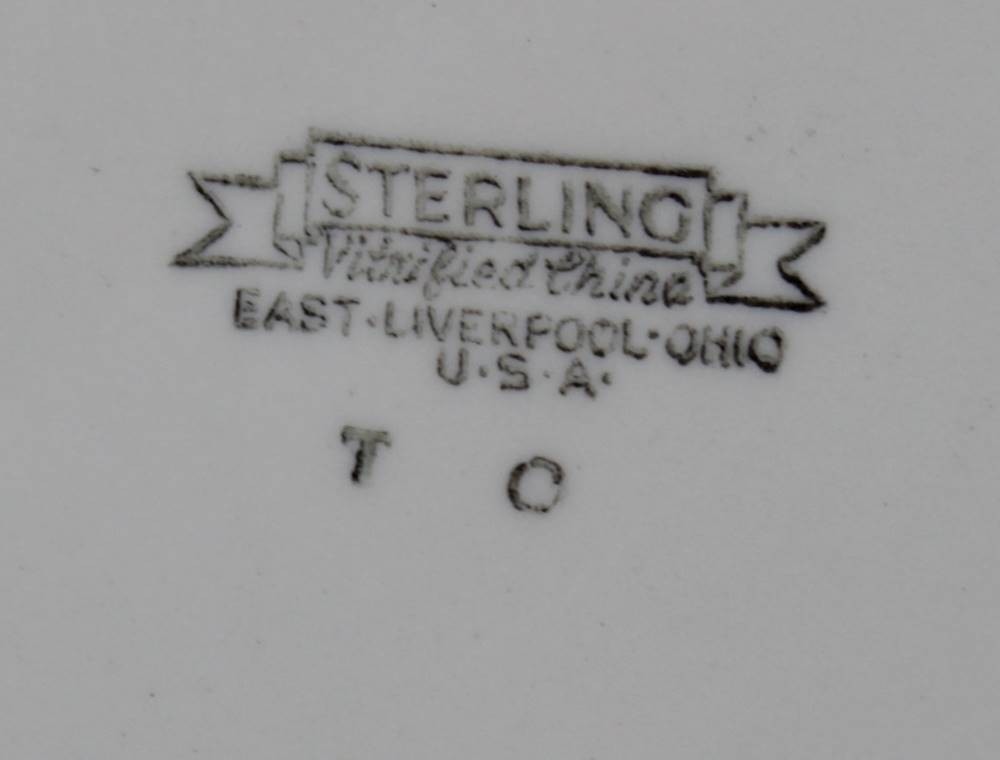 STERLING
Vitrified China
EAST·LIVERPOOL·OHIO
U·S·A·
T O